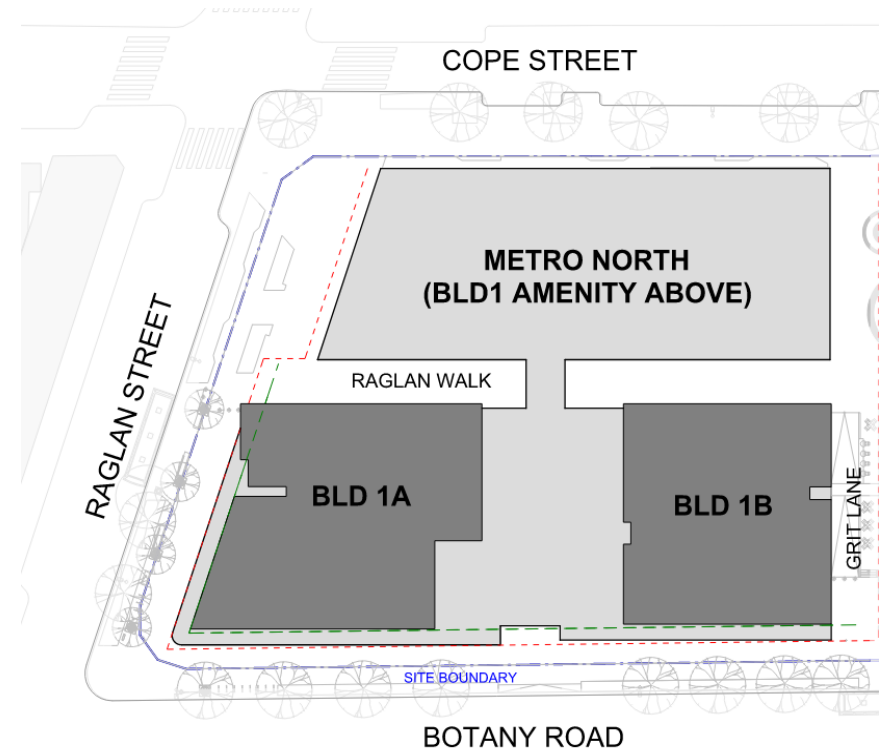 COPE STREET
METRO NORTH
(BLD1 AMENITY ABOVE)
RAGLAN STREET
RAGLAN WALK
BLD 1A
BLD 1B
GRIT LANE
SITE BOUNDARY
BOTANY ROAD